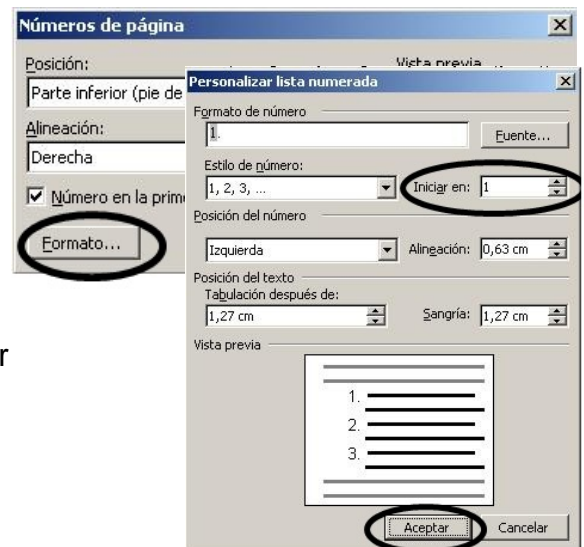 Números de página
Posición:
Vista previa
Parte inferior (pie de
Alineación:
Derecha
Número en la prim
Formato...
r
Personalizar lista numerada
Formato de número
1.
Fuente...
Estilo de número:
1, 2, 3, ...
Iniciar en: 1
Posición del número
Izquierda
Alineación: 0,63 cm
Posición del texto
Tabulación después de:
1,27 cm
Sangría: 1,27 cm
Vista previa
1.
2.
3.
Aceptar
Cancelar